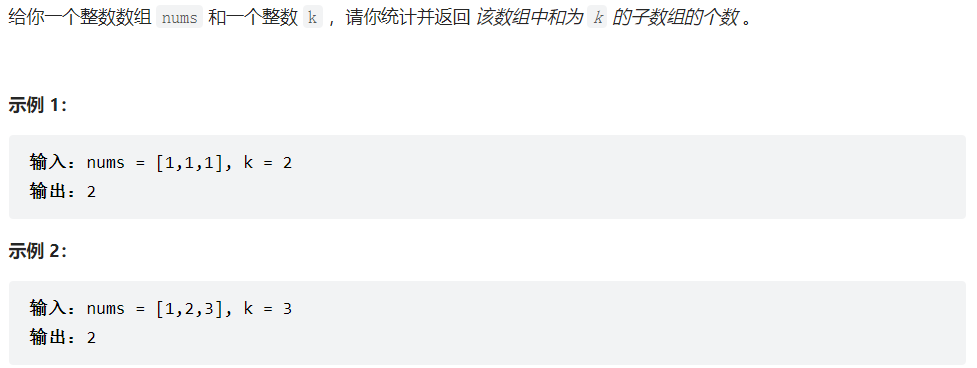 给你一个整数数组 nums 和一个整数 k ，请你统计并返回 该数组中和为 k 的子数组的个数 。
示例 1：
输入：nums = [1,1,1], k = 2
输出：2
示例 2：
输入：nums = [1,2,3], k = 3
输出：2